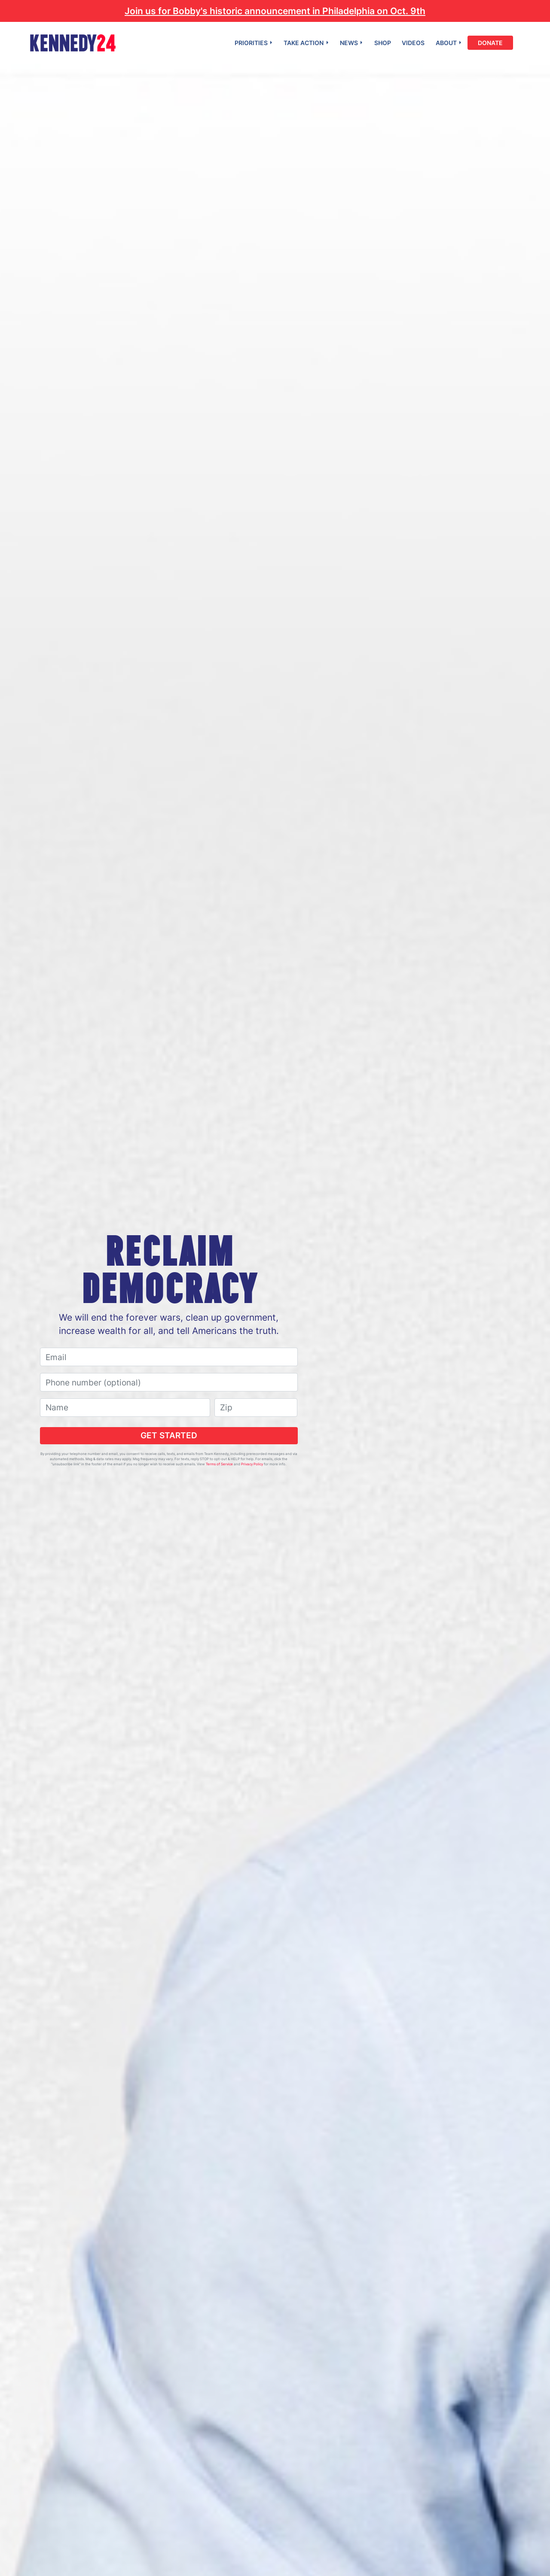 Join us for Bobby's historic announcement in Philadelphia on Oct. 9th
KENNEDY24
PRIORITIES
TAKE ACTION
NEWS
SHOP
VIDEOS
ABOUT
DONATE
RECLAIM
DEMOCRACY
We will end the forever wars, clean up government,
increase wealth for all, and tell Americans the truth.
Email
Phone number (optional)
Name
Zip
GET STARTED
By providing your telephone number and email, you consent to receive calls, texts, and emails from Team Kennedy, including prerecorded messages and via
automated methods. Msg & data rates may apply. Msg frequency may vary. For texts, reply STOP to opt out & HELP for help. For emails, click the
"unsubscribe link" in the footer of the email if you no longer wish to receive such emails. View Terms of Service and Privacy Policy for more info.